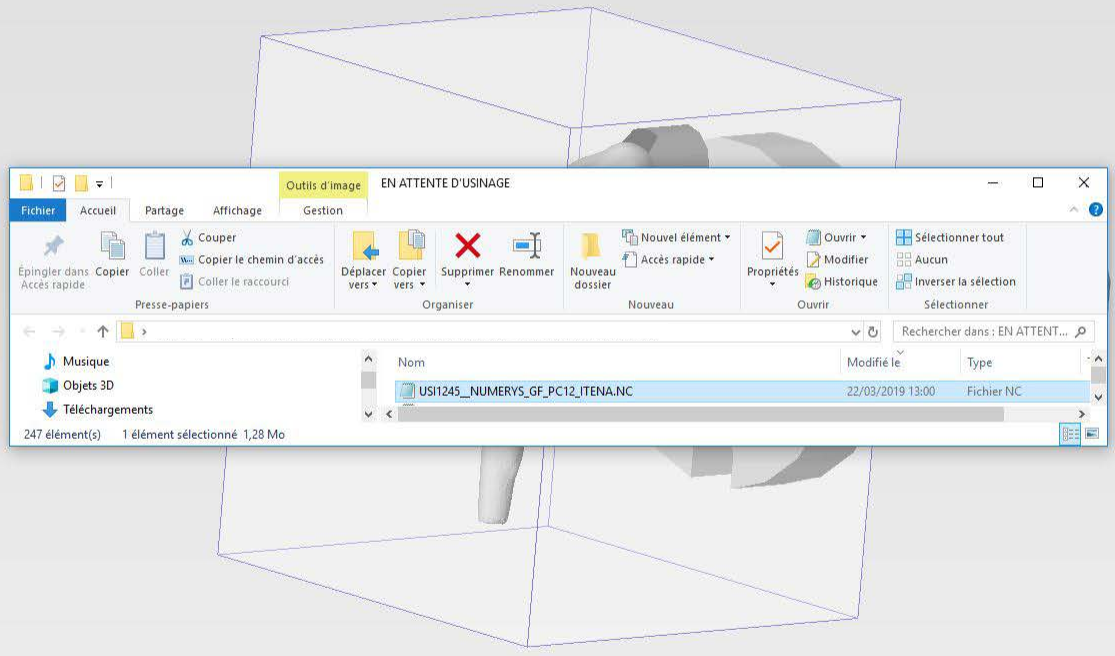 Outils d'image
EN ATTENTE D'USINAGE
Fichier
Accueil
Partage
Affichage
Gestion
Épingler dans Accès rapide
Copier
Coller
Couper
Copier le chemin d'accès
Coller le raccourci
Presse-papiers
Déplacer vers
Copier vers
Supprimer
Renommer
Organiser
Nouveau dossier
Nouvel élément
Accès rapide
Nouveau
Propriétés
Ouvrir
Modifier
Historique
Ouvrir
Sélectionner tout
Aucun
Inverser la sélection
Sélectionner
Rechercher dans : EN ATTENT...
Musique
Objets 3D
Téléchargements
Nom
Modifié le
Type
USI1245__NUMERYS_GF_PC12_ITENA.NC
22/03/2019 13:00
Fichier NC
247 élément(s)
1 élément sélectionné 1,28 Mo